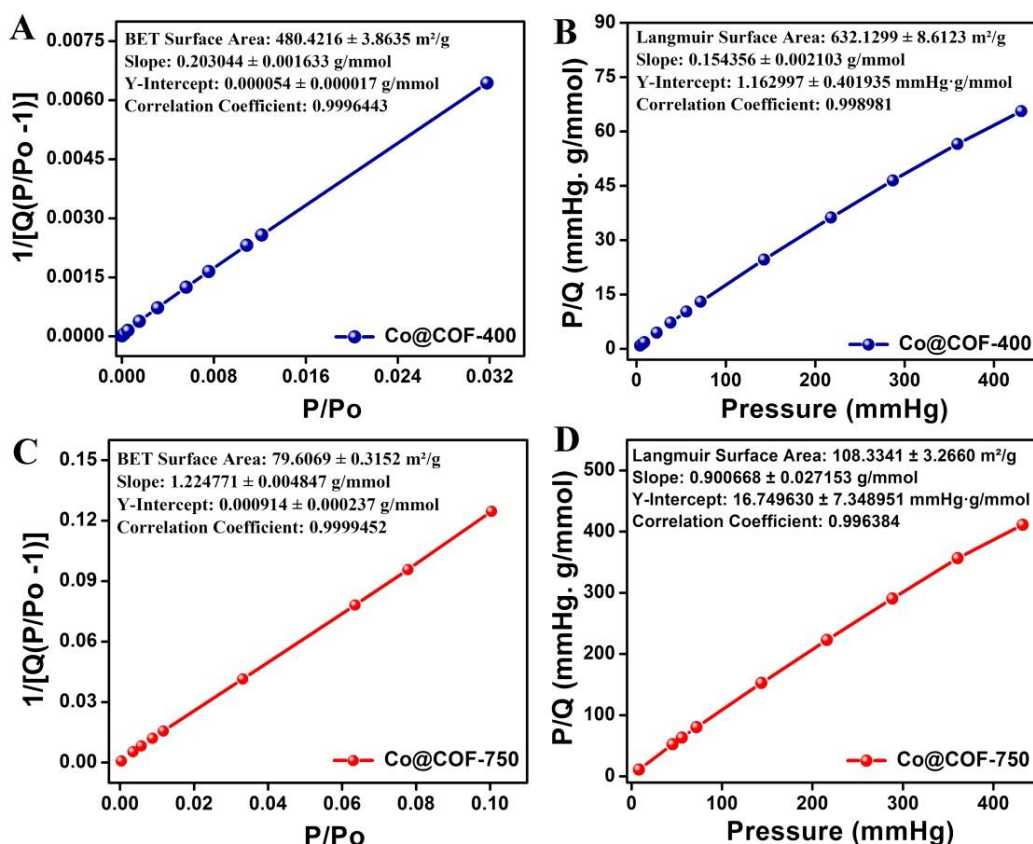 A
BET Surface Area: 480.4216 ± 3.8635 m²/g
Slope: 0.203044 ± 0.001633 g/mmol
Y-Intercept: 0.000054 ± 0.000017 g/mmol
Correlation Coefficient: 0.9996443
1/[Q(P/Po -1)]
0.0075
0.0060
0.0045
0.0030
0.0015
0.0000
Co@COF-400
0.000 0.008 0.016 0.024 0.032
P/Po
B
Langmuir Surface Area: 632.1299 ± 8.6123 m²/g
Slope: 0.154356 ± 0.002103 g/mmol
Y-Intercept: 1.162997 ± 0.401935 mmHg·g/mmol
Correlation Coefficient: 0.998981
P/Q (mmHg. g/mmol)
90
75
60
45
30
15
0
Co@COF-400
0 100 200 300 400
Pressure (mmHg)
C
BET Surface Area: 79.6069 ± 0.3152 m²/g
Slope: 1.224771 ± 0.004847 g/mmol
Y-Intercept: 0.000914 ± 0.000237 g/mmol
Correlation Coefficient: 0.9999452
1/[Q(P/Po -1)]
0.15
0.12
0.09
0.06
0.03
0.00
Co@COF-750
0.00 0.02 0.04 0.06 0.08 0.10
P/Po
D
Langmuir Surface Area: 108.3341 ± 3.2660 m²/g
Slope: 0.900668 ± 0.027153 g/mmol
Y-Intercept: 16.749630 ± 7.348951 mmHg·g/mmol
Correlation Coefficient: 0.996384
P/Q (mmHg. g/mmol)
500
400
300
200
100
0
Co@COF-750
0 100 200 300 400
Pressure (mmHg)